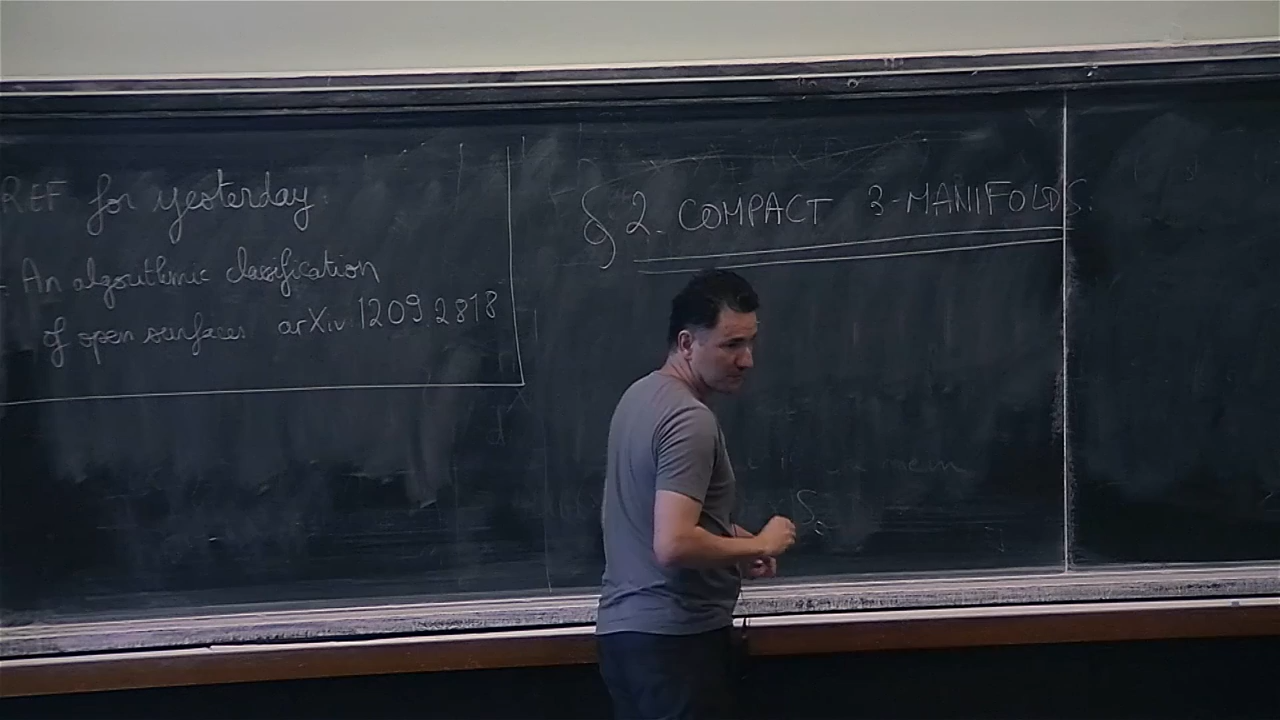 REF for yesterday:
- An algorithmic classification
of open surfaces arXiv:1209.2818
§ 2. COMPACT 3-MANIFOLDS.